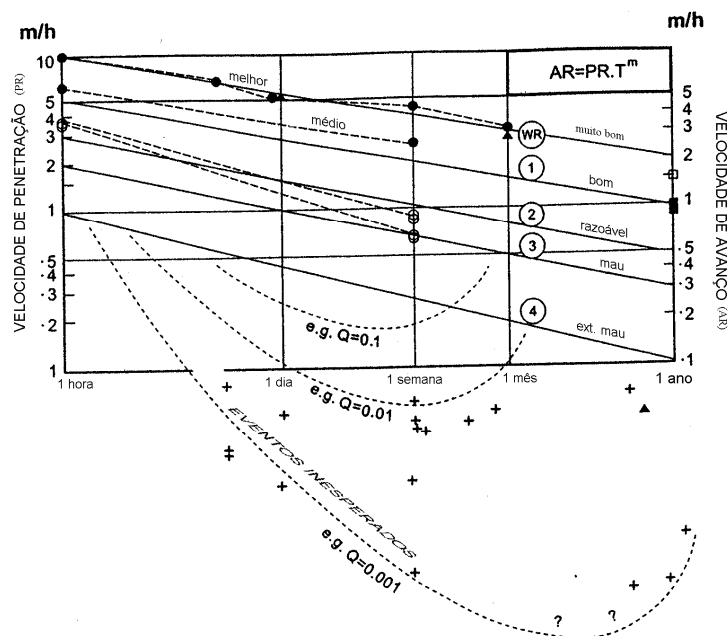 m/h
m/h
10
5
4
3
2
1
·5
·4
·3
·2
1
VELOCIDADE DE PENETRAÇÃO (PR)
melhor
médio
AR=PR.T^m
WR
muito bom
1
bom
2
razoável
3
mau
4
ext. mau
5
4
3
2
1
·5
·4
·3
·2
·1
VELOCIDADE DE AVANÇO (AR)
e.g. Q=0.1
1 hora
1 dia
1 semana
1 mês
1 ano
e.g. Q=0.01
EVENTOS INESPERADOS
e.g. Q=0.001
?
?